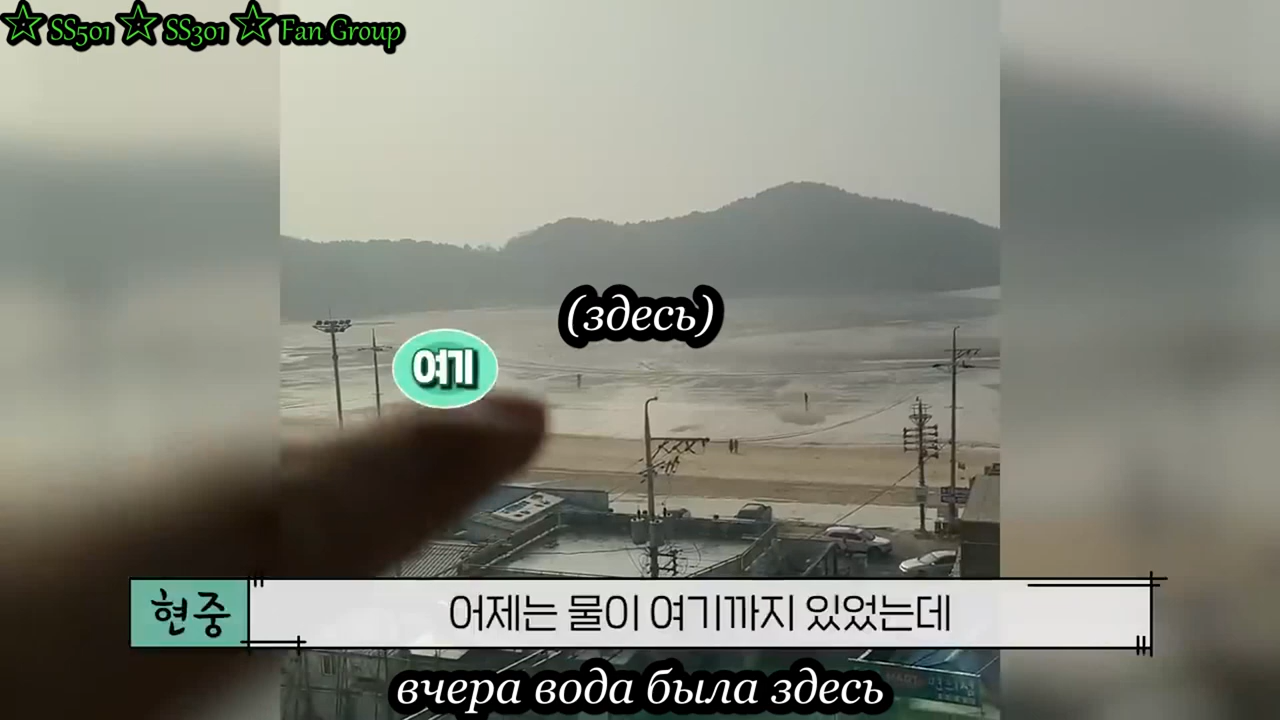 ☆ SS501 ☆ SS301 ☆ Fan Group
(здесь)
여기
현중
어제는 물이 여기까지 있었는데
вчера вода была здесь